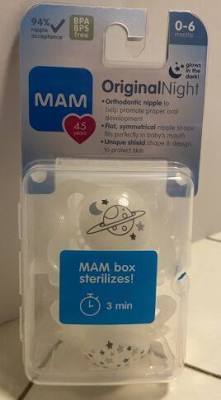 94%
nipple
acceptance
BPA
BPS
free
0-6
months
glows in
the dark!
MAM
45
years
OriginalNight
• Orthodontic nipple to
help promote proper oral
development
• Flat, symmetrical nipple shape
fits perfectly in baby's mouth
• Unique shield shape & design
to protect skin
MAM box
sterilizes!
3 min